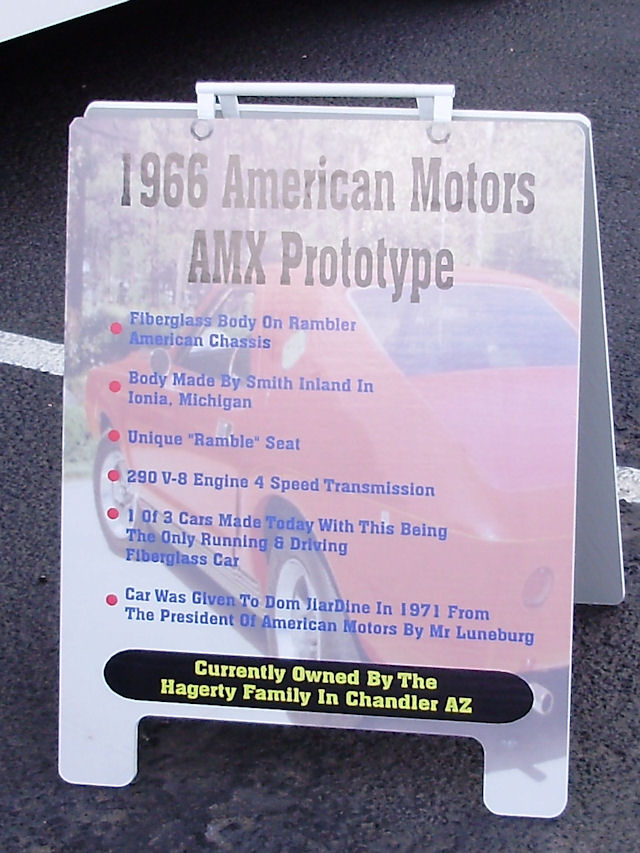 1966 American Motors
AMX Prototype
Fiberglass Body On Rambler
American Chassis
Body Made By Smith Inland In
Ionia, Michigan
Unique "Ramble" Seat
290 V-8 Engine 4 Speed Transmission
1 Of 3 Cars Made Today With This Being
The Only Running & Driving
Fiberglass Car
Car Was Given To Dom JiarDine In 1971 From
The President Of American Motors By Mr Luneburg
Currently Owned By The
Hagerty Family In Chandler AZ